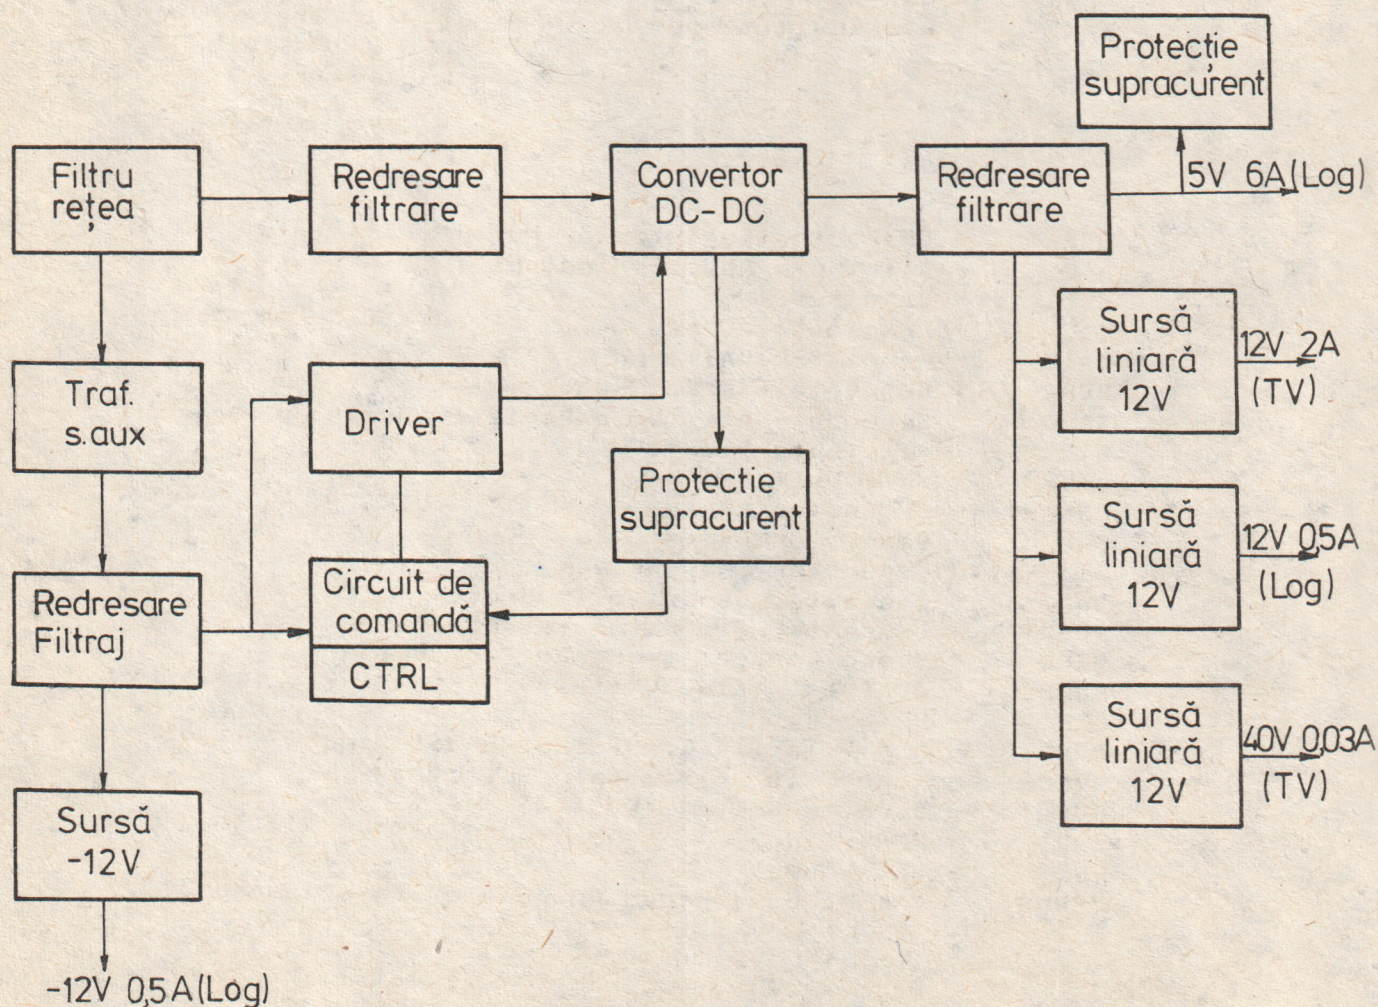 Protecție
supracurent
Filtru
rețea
Redresare
filtrare
Convertor
DC-DC
Redresare
filtrare
5V 6A(Log)
Sursă
liniară
12V
12V 2A
(TV)
Traf.
s.aux
Driver
Protectie
supracurent
Sursă
liniară
12V
12V 0,5A
(Log)
Redresare
Filtraj
Circuit de
comandă
CTRL
Sursă
liniară
12V
40V 0,03A
(TV)
Sursă
-12V
-12V 0,5A(Log)